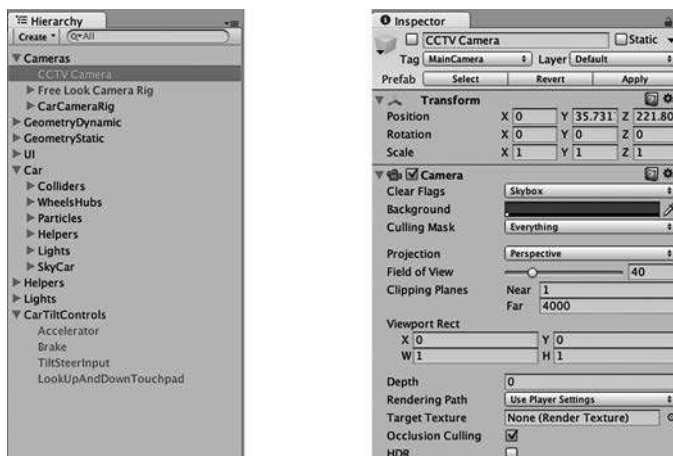 Hierarchy
Create
All
Cameras
CCTV Camera
Free Look Camera Rig
CarCameraRig
GeometryDynamic
GeometryStatic
UI
Car
Colliders
WheelsHubs
Particles
Helpers
Lights
SkyCar
Helpers
Lights
CarTiltControls
Accelerator
Brake
TiltSteerInput
LookUpAndDownTouchpad
Inspector
CCTV Camera Static
Tag MainCamera Layer Default
Prefab Select Revert Apply
Transform
Position X 0 Y 35.731 Z 221.80
Rotation X 0 Y 0 Z 0
Scale X 1 Y 1 Z 1
Camera
Clear Flags Skybox
Background
Culling Mask Everything
Projection Perspective
Field of View 40
Clipping Planes Near 1
Far 4000
Viewport Rect
X 0 Y 0
W 1 H 1
Depth 0
Rendering Path Use Player Settings
Target Texture None (Render Texture)
Occlusion Culling
HDR